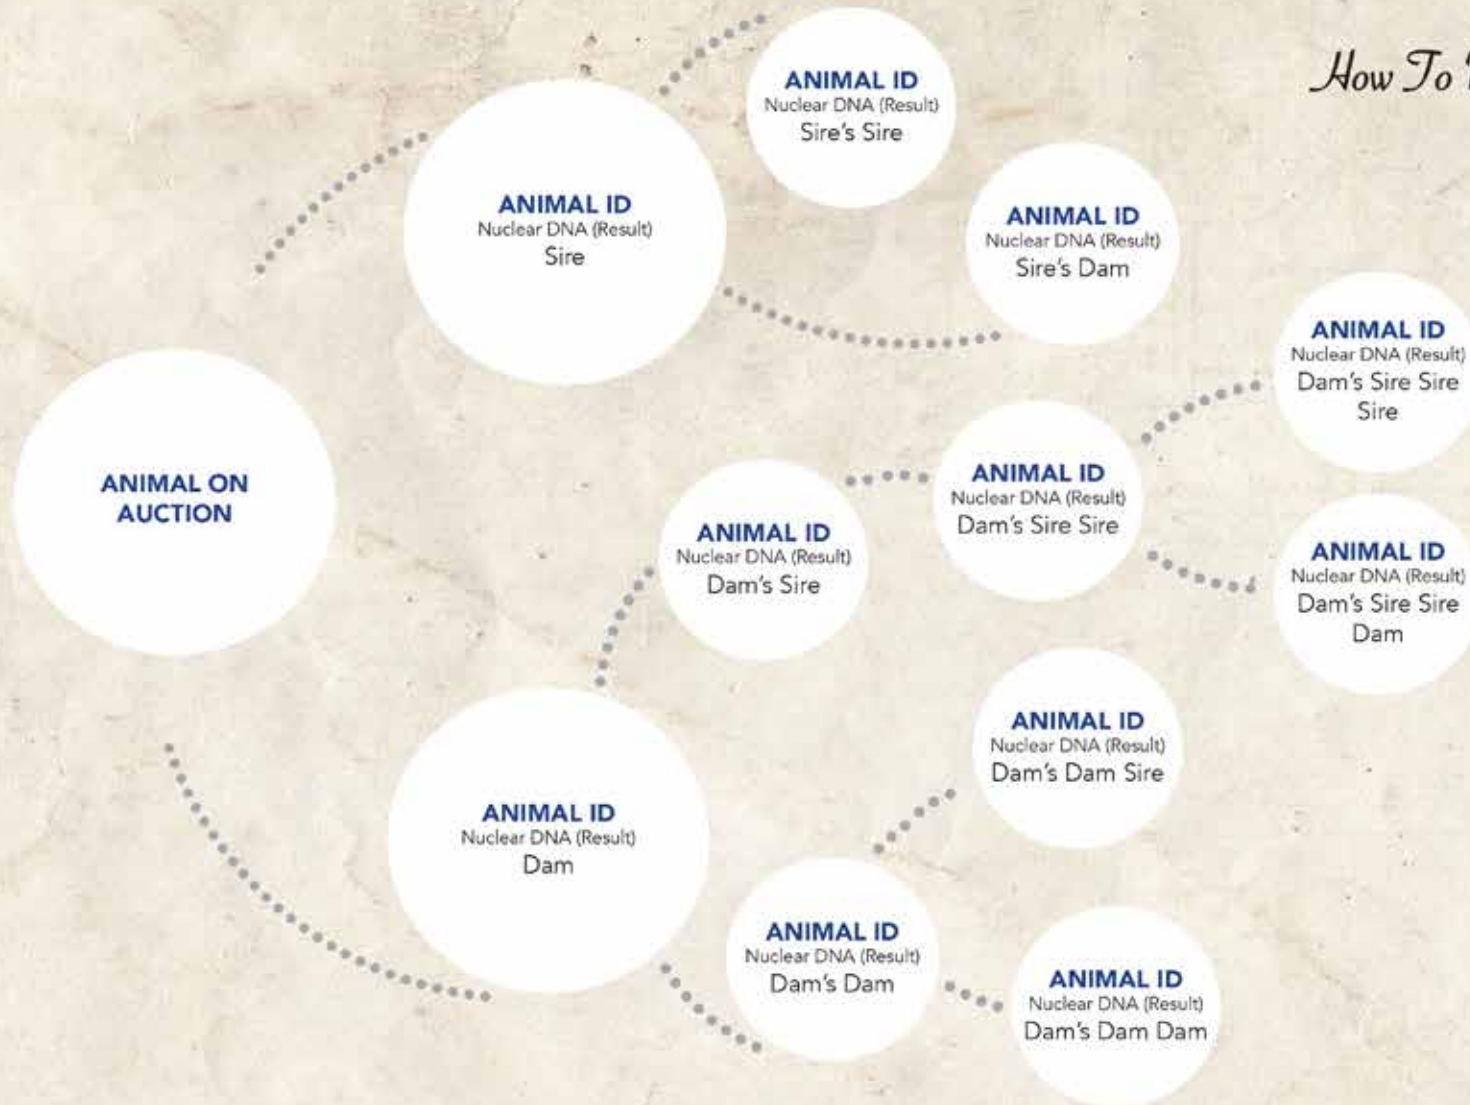 How To
ANIMAL ID
Nuclear DNA (Result)
Sire's Sire
ANIMAL ID
Nuclear DNA (Result)
Sire
ANIMAL ID
Nuclear DNA (Result)
Sire's Dam
ANIMAL ID
Nuclear DNA (Result)
Dam's Sire Sire
Sire
ANIMAL ON
AUCTION
ANIMAL ID
Nuclear DNA (Result)
Dam's Sire Sire
ANIMAL ID
Nuclear DNA (Result)
Dam's Sire
ANIMAL ID
Nuclear DNA (Result)
Dam's Sire Sire
Dam
ANIMAL ID
Nuclear DNA (Result)
Dam's Dam Sire
ANIMAL ID
Nuclear DNA (Result)
Dam
ANIMAL ID
Nuclear DNA (Result)
Dam's Dam
ANIMAL ID
Nuclear DNA (Result)
Dam's Dam Dam